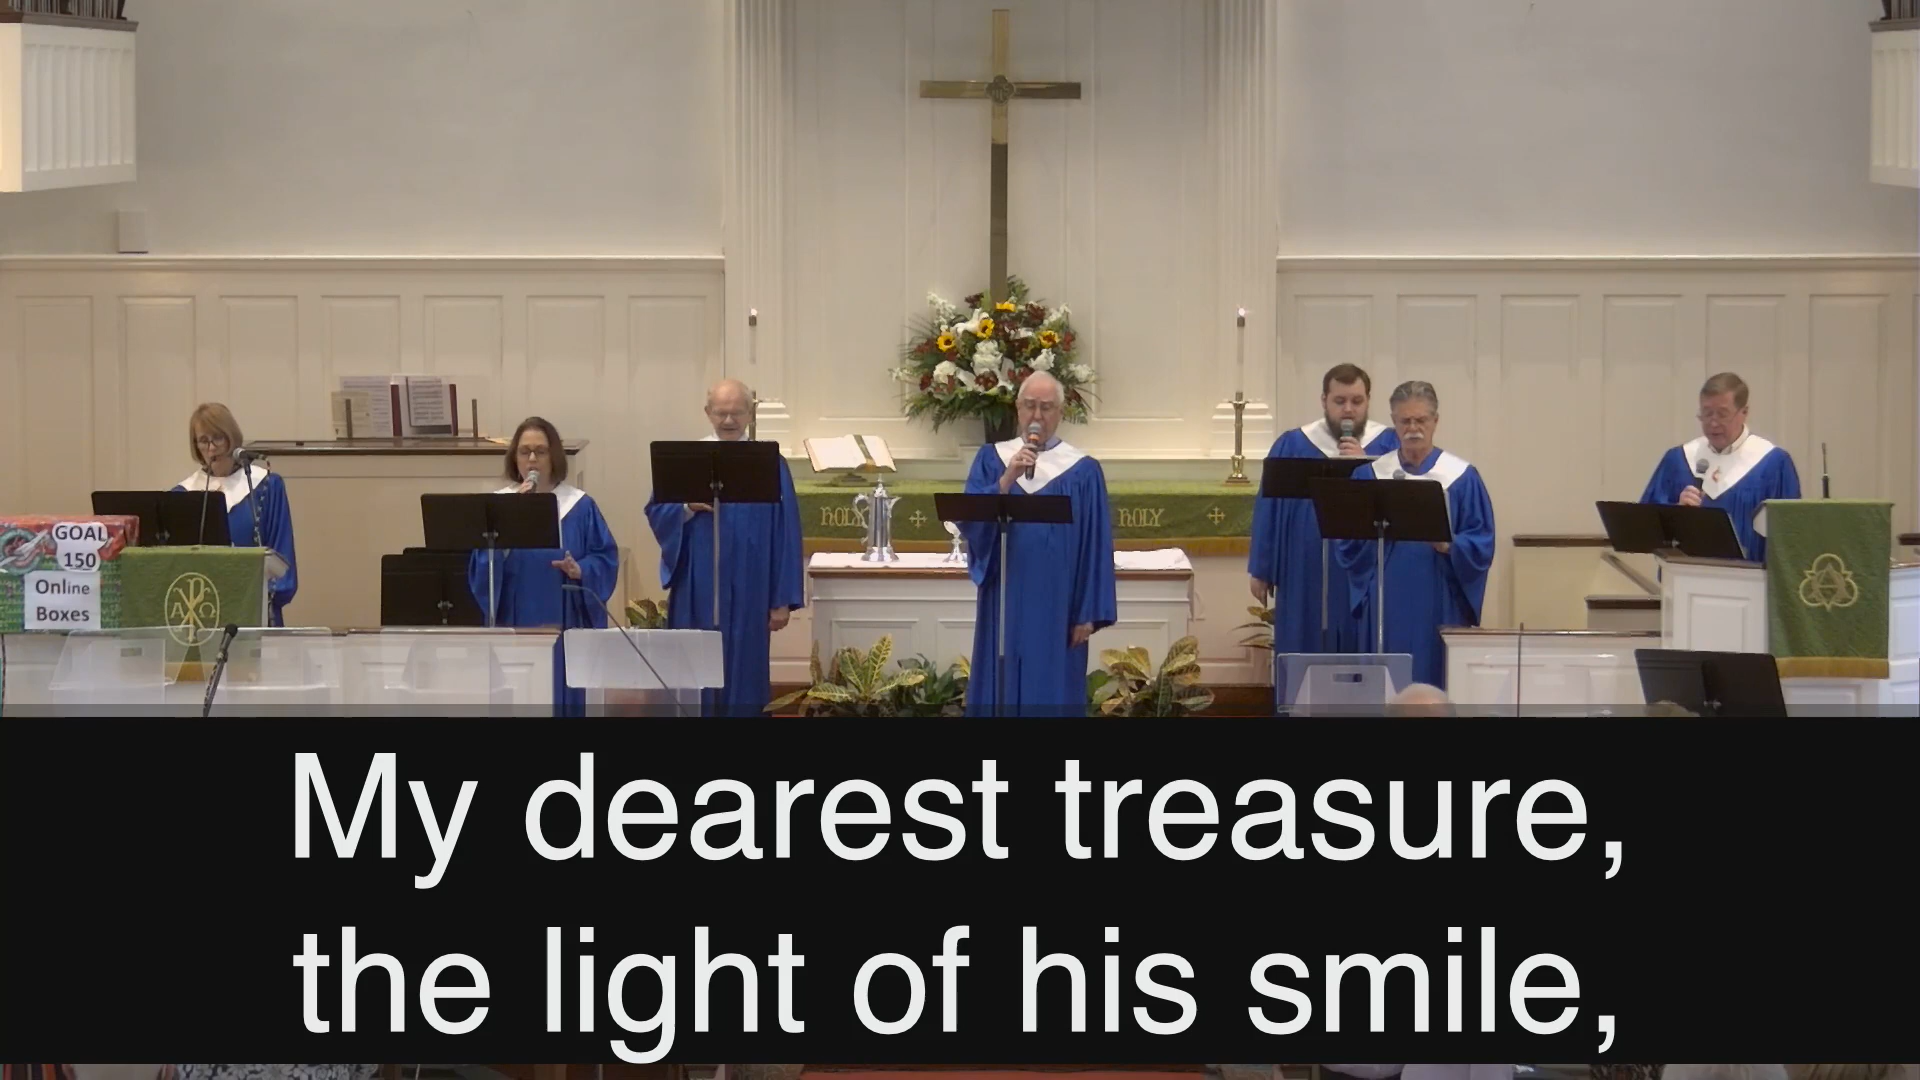 GOAL
150
Online
Boxes
HOLY
HOLY
My dearest treasure,
the light of his smile,